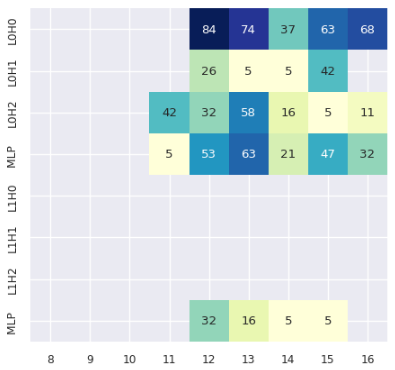 L0H0 84 74 37 63 68
L0H1 26 5 5 42
L0H2 42 32 58 16 5 11
MLP 5 53 63 21 47 32
L1H0
L1H1
L1H2
MLP 32 16 5 5
8 9 10 11 12 13 14 15 16